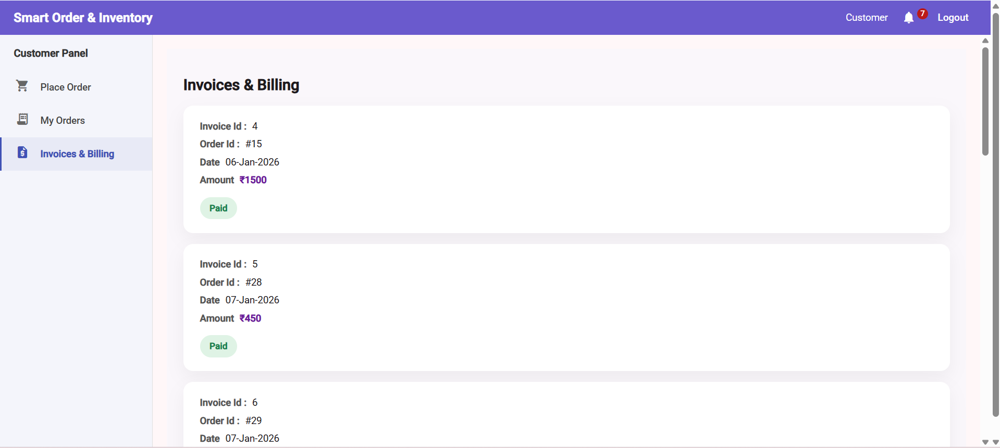 Smart Order & Inventory
Customer
7
Logout
Customer Panel
Place Order
My Orders
Invoices & Billing
Invoices & Billing
Invoice Id : 4
Order Id : #15
Date 06-Jan-2026
Amount ₹1500
Paid
Invoice Id : 5
Order Id : #28
Date 07-Jan-2026
Amount ₹450
Paid
Invoice Id : 6
Order Id : #29
Date 07-Jan-2026